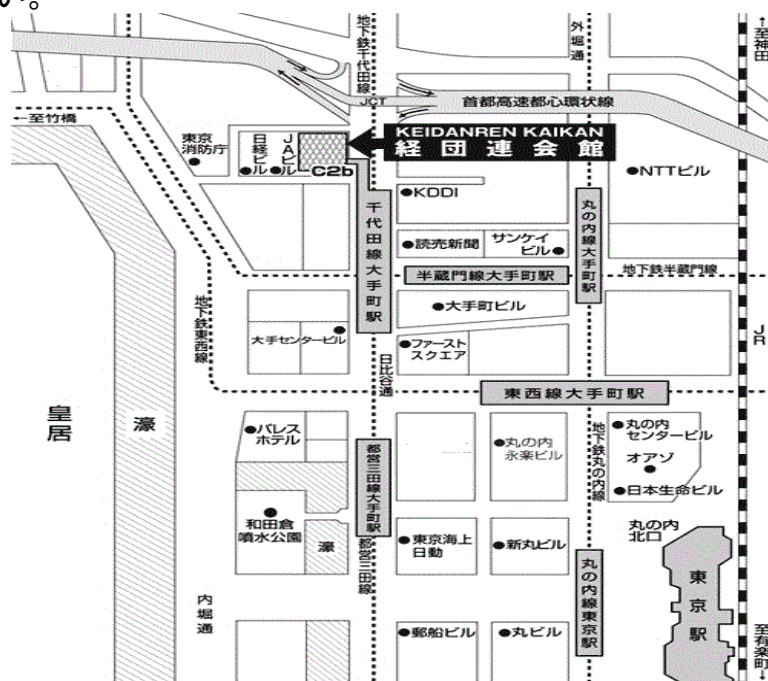 い。
地下鉄千代田線
外堀通
↑至神田
JCT
首都高速都心環状線
←至竹橋
東京
消防庁
日経ビル
JAビル
C2b
KEIDANREN KAIKAN
経団連会館
NTTビル
KDDI
千代田線大手町駅
丸の内線大手町駅
読売新聞
サンケイ
ビル
半蔵門線大手町駅
地下鉄半蔵門線
大手町ビル
地下鉄東西線
大手センタービル
ファースト
スクエア
JR
日比谷通
東西線大手町駅
皇居
濠
パレス
ホテル
都営三田線大手町駅
丸の内
永楽ビル
地下鉄丸の内線
丸の内
センタービル
オアゾ
日本生命ビル
和田倉
噴水公園
濠
都営三田線
東京海上
日動
新丸ビル
丸の内
北口
丸の内線東京駅
東京駅
内堀通
郵船ビル
丸ビル
至有楽町↓